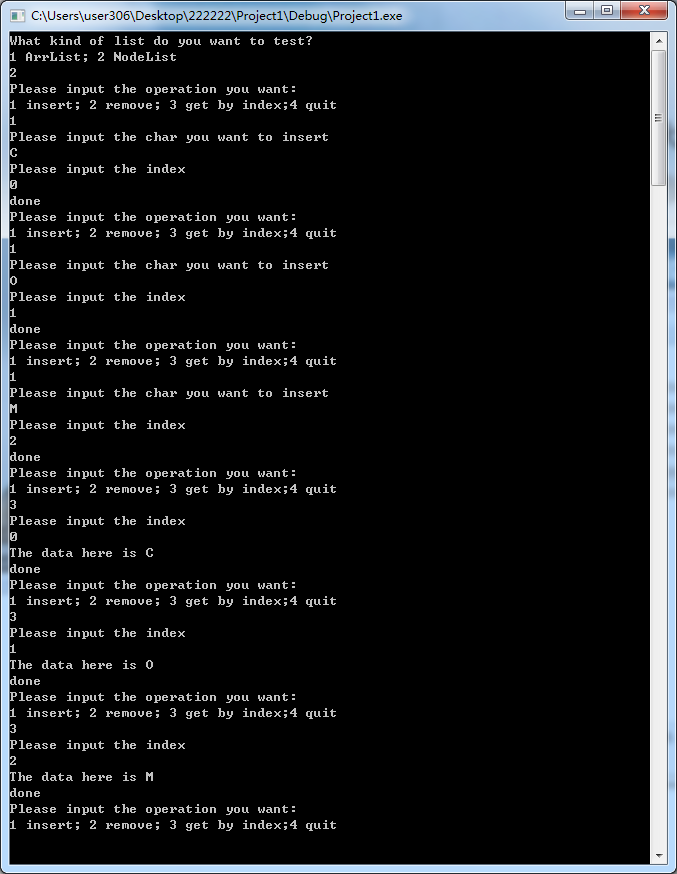 C:\Users\user306\Desktop\222222\Project1\Debug\Project1.exe
What kind of list do you want to test?
1 ArrList; 2 NodeList
2
Please input the operation you want:
1 insert; 2 remove; 3 get by index;4 quit
1
Please input the char you want to insert
C
Please input the index
0
done
Please input the operation you want:
1 insert; 2 remove; 3 get by index;4 quit
1
Please input the char you want to insert
O
Please input the index
1
done
Please input the operation you want:
1 insert; 2 remove; 3 get by index;4 quit
1
Please input the char you want to insert
M
Please input the index
2
done
Please input the operation you want:
1 insert; 2 remove; 3 get by index;4 quit
3
Please input the index
0
The data here is C
done
Please input the operation you want:
1 insert; 2 remove; 3 get by index;4 quit
3
Please input the index
1
The data here is O
done
Please input the operation you want:
1 insert; 2 remove; 3 get by index;4 quit
3
Please input the index
2
The data here is M
done
Please input the operation you want:
1 insert; 2 remove; 3 get by index;4 quit